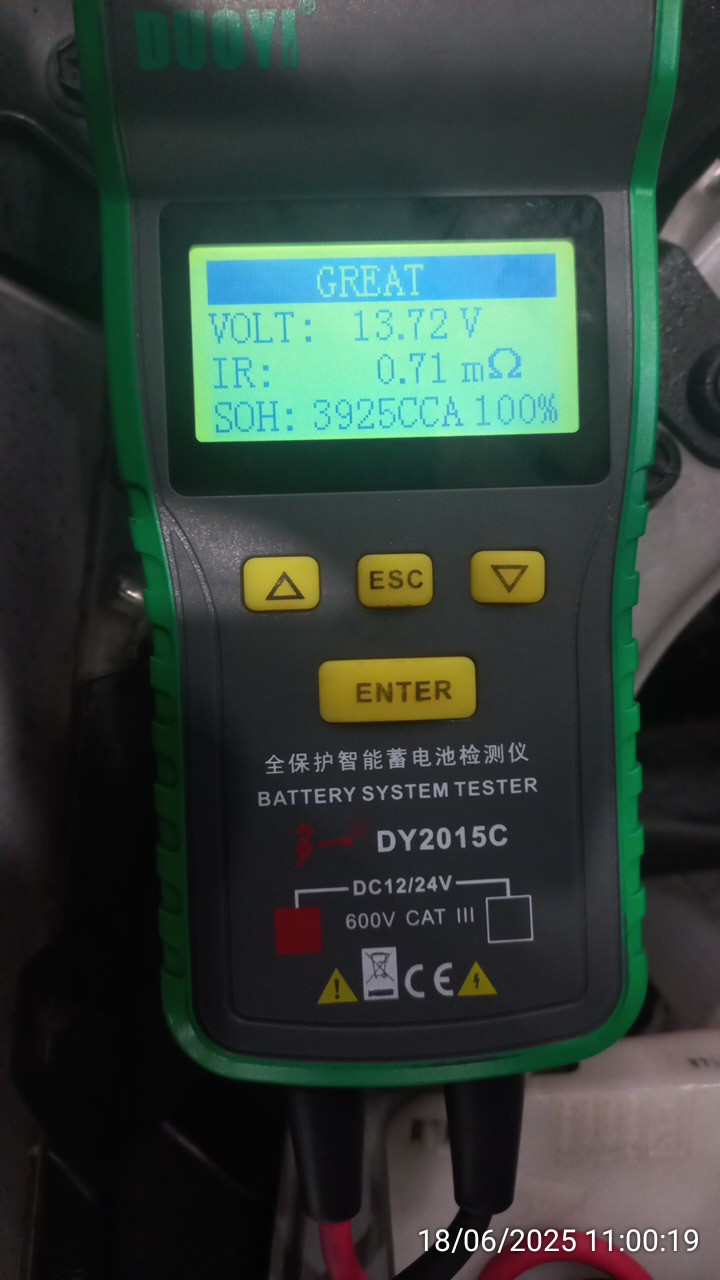 DUOYI®
GREAT
VOLT: 13.72 V
IR: 0.71 mΩ
SOH: 3925CCA 100%
ESC
ENTER
全保护智能蓄电池检测仪
BATTERY SYSTEM TESTER
多一® DY2015C
DC12/24V
600V CAT III
CE
18/06/2025 11:00:19